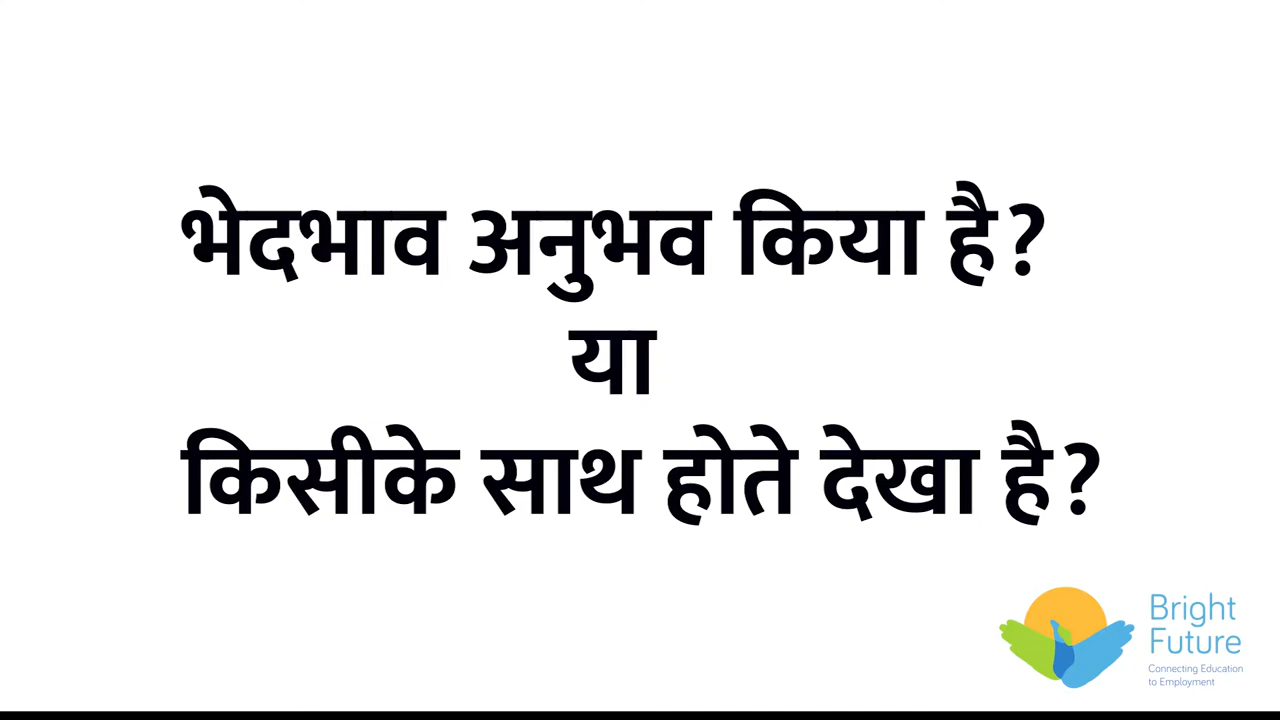 भेदभाव अनुभव किया है?
या
किसीके साथ होते देखा है?
Bright
Future
Connecting Education
to Employment